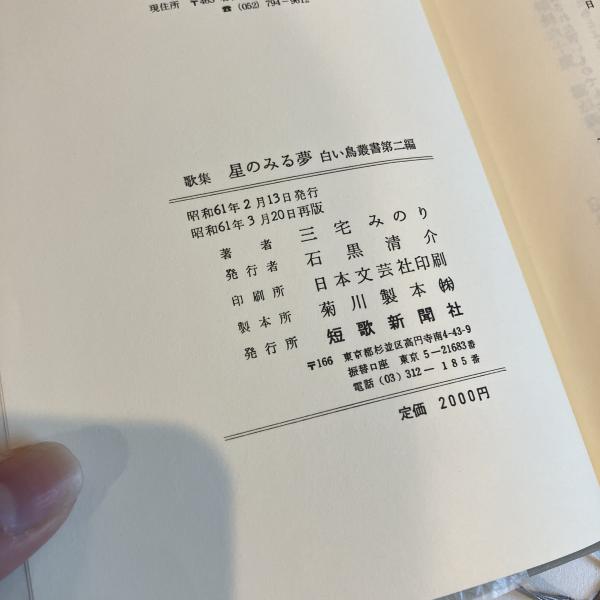 現住所 〒463
☎ (052) 794-9612
歌集 星のみる夢 白い鳥叢書第二編
昭和61年2月13日発行
昭和61年3月20日再版
著者 三宅みのり
発行者 石黒清介
印刷所 日本文芸社印刷
製本所 菊川製本㈱
発行所 短歌新聞社
〒166 東京都杉並区高円寺南4-43-9
振替口座 東京5-21683番
電話(03)312-185番
定価 2000円
日